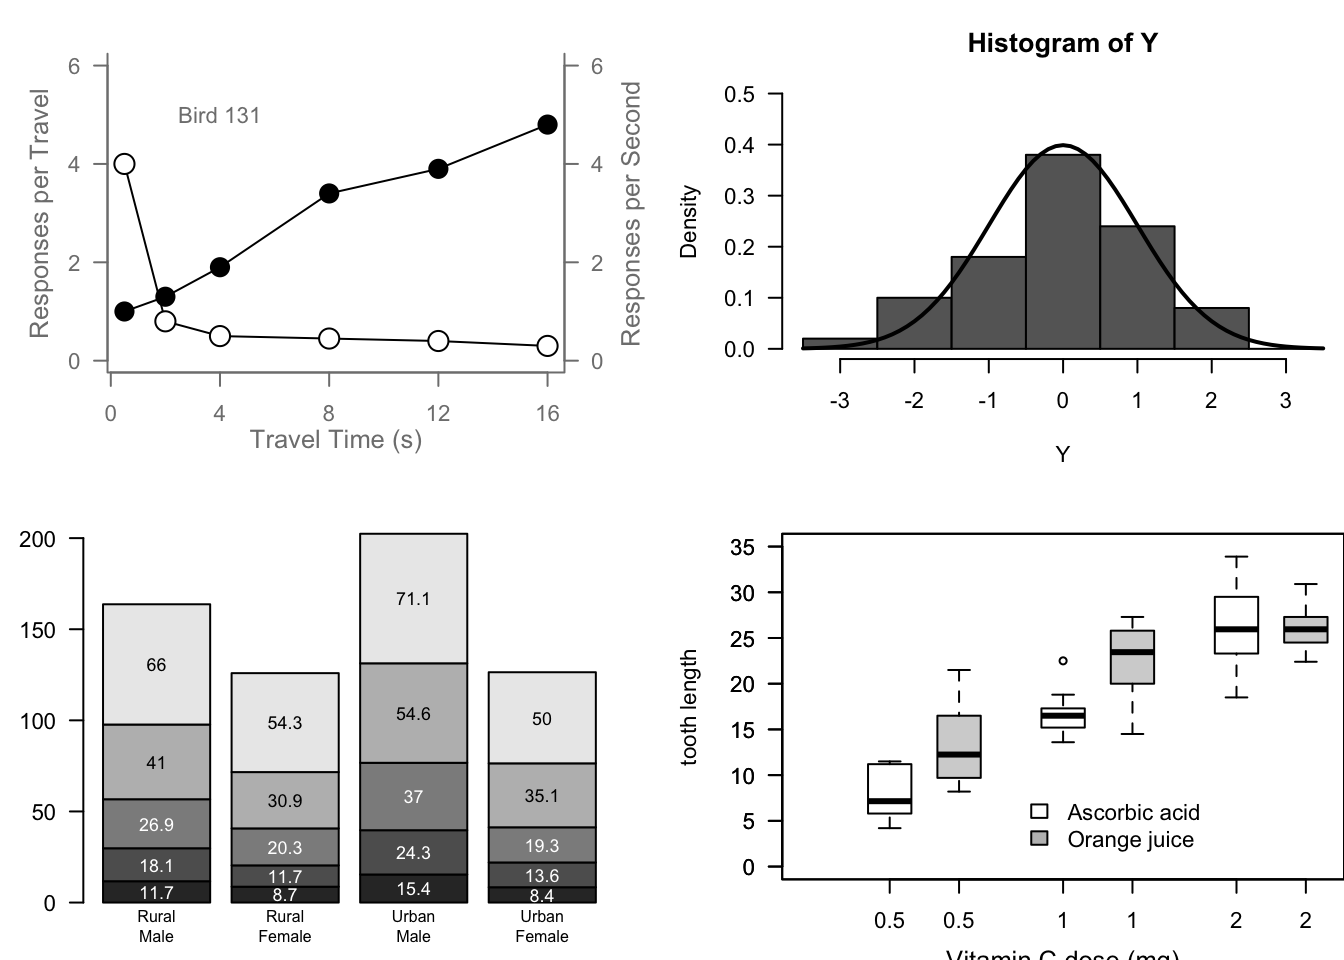 6
4
2
0
Responses per Travel
Bird 131
6
4
2
0
Responses per Second
0 4 8 12 16
Travel Time (s)
Histogram of Y
0.5
0.4
0.3
0.2
0.1
0.0
Density
-3 -2 -1 0 1 2 3
Y
200
150
100
50
0
66
41
26.9
18.1
11.7
54.3
30.9
20.3
11.7
8.7
71.1
54.6
37
24.3
15.4
50
35.1
19.3
13.6
8.4
Rural Male
Rural Female
Urban Male
Urban Female
35
30
25
20
15
10
5
0
tooth length
Ascorbic acid
Orange juice
0.5 0.5 1 1 2 2
Vitamin C dose (mg)